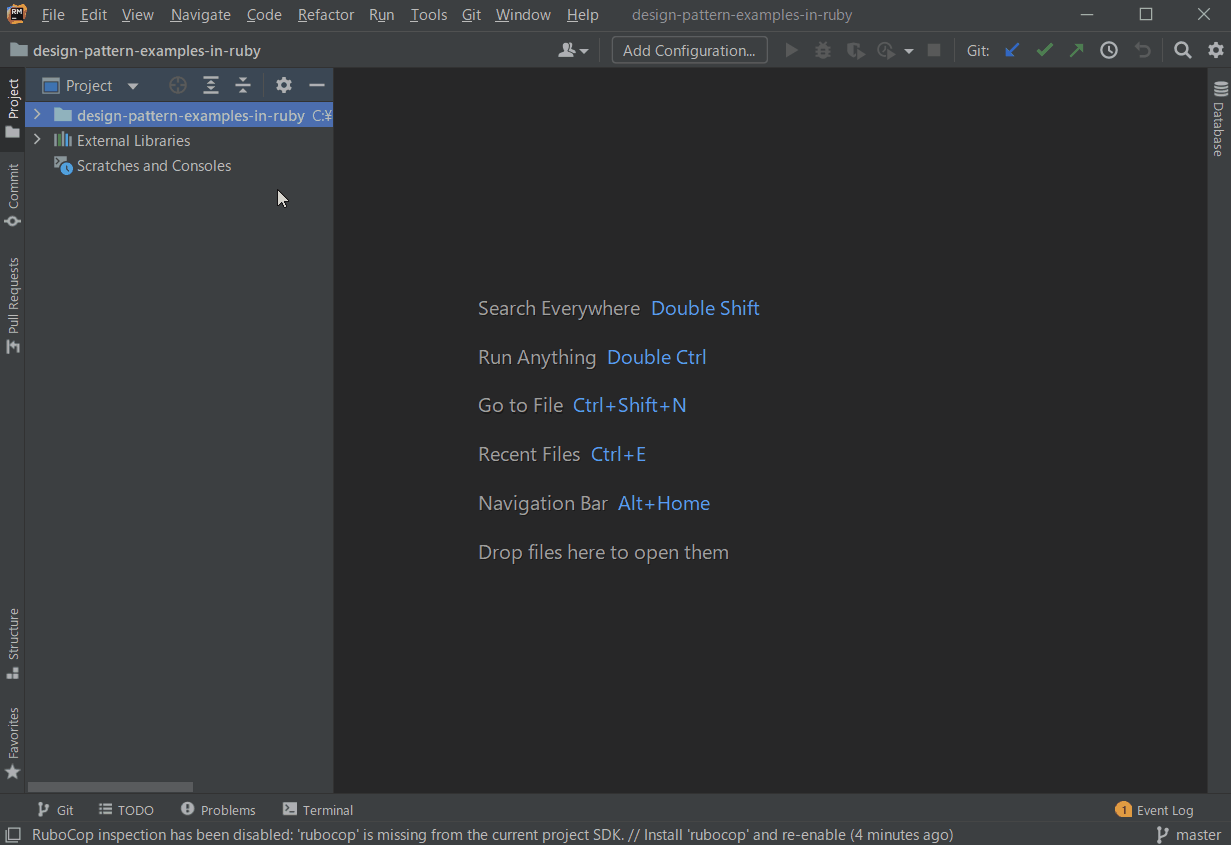 RM File Edit View Navigate Code Refactor Run Tools Git Window Help design-pattern-examples-in-ruby
design-pattern-examples-in-ruby Add Configuration... Git:
Project
design-pattern-examples-in-ruby C:¥
External Libraries
Scratches and Consoles
Project
Commit
Pull Requests
Structure
Favorites
Search Everywhere Double Shift
Run Anything Double Ctrl
Go to File Ctrl+Shift+N
Recent Files Ctrl+E
Navigation Bar Alt+Home
Drop files here to open them
Database
Git TODO Problems Terminal 1 Event Log
RuboCop inspection has been disabled: 'rubocop' is missing from the current project SDK. // Install 'rubocop' and re-enable (4 minutes ago) master